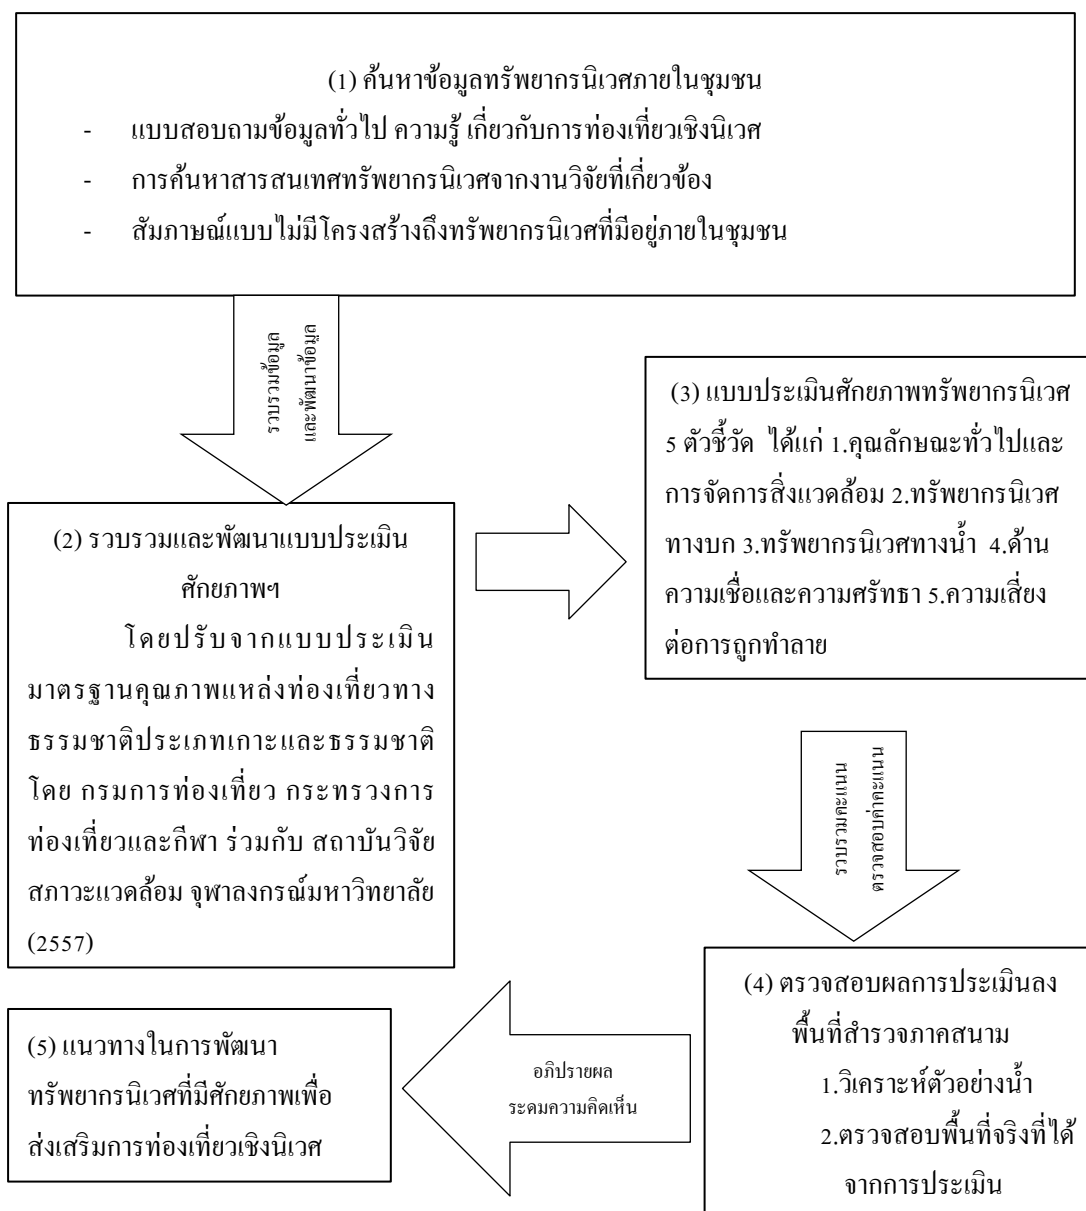 (1) ค้นหาข้อมูลทรัพยากรนิเวศภายในชุมชน
- แบบสอบถามข้อมูลทั่วไป ความรู้ เกี่ยวกับการท่องเที่ยวเชิงนิเวศ
- การค้นหาสารสนเทศทรัพยากรนิเวศจากงานวิจัยที่เกี่ยวข้อง
- สัมภาษณ์แบบไม่มีโครงสร้างถึงทรัพยากรนิเวศที่มีอยู่ภายในชุมชน
รวบรวมข้อมูล
และพัฒนาข้อมูล
(2) รวบรวมและพัฒนาแบบประเมิน
ศักยภาพฯ
โดยปรับจากแบบประเมิน
มาตรฐานคุณภาพแหล่งท่องเที่ยวทาง
ธรรมชาติประเภทเกาะและธรรมชาติ
โดย กรมการท่องเที่ยว กระทรวงการ
ท่องเที่ยวและกีฬา ร่วมกับ สถาบันวิจัย
สภาวะแวดล้อม จุฬาลงกรณ์มหาวิทยาลัย
(2557)
(3) แบบประเมินศักยภาพทรัพยากรนิเวศ
5 ตัวชี้วัด ได้แก่ 1.คุณลักษณะทั่วไปและ
การจัดการสิ่งแวดล้อม 2.ทรัพยากรนิเวศ
ทางบก 3.ทรัพยากรนิเวศทางน้ำ 4.ด้าน
ความเชื่อและความศรัทธา 5.ความเสี่ยง
ต่อการถูกทำลาย
รวบรวมคะแนน
ตรวจสอบค่าคะแนน
(4) ตรวจสอบผลการประเมินลง
พื้นที่สำรวจภาคสนาม
1.วิเคราะห์ตัวอย่างน้ำ
2.ตรวจสอบพื้นที่จริงที่ได้
จากการประเมิน
อภิปรายผล
ระดมความคิดเห็น
(5) แนวทางในการพัฒนา
ทรัพยากรนิเวศที่มีศักยภาพเพื่อ
ส่งเสริมการท่องเที่ยวเชิงนิเวศ